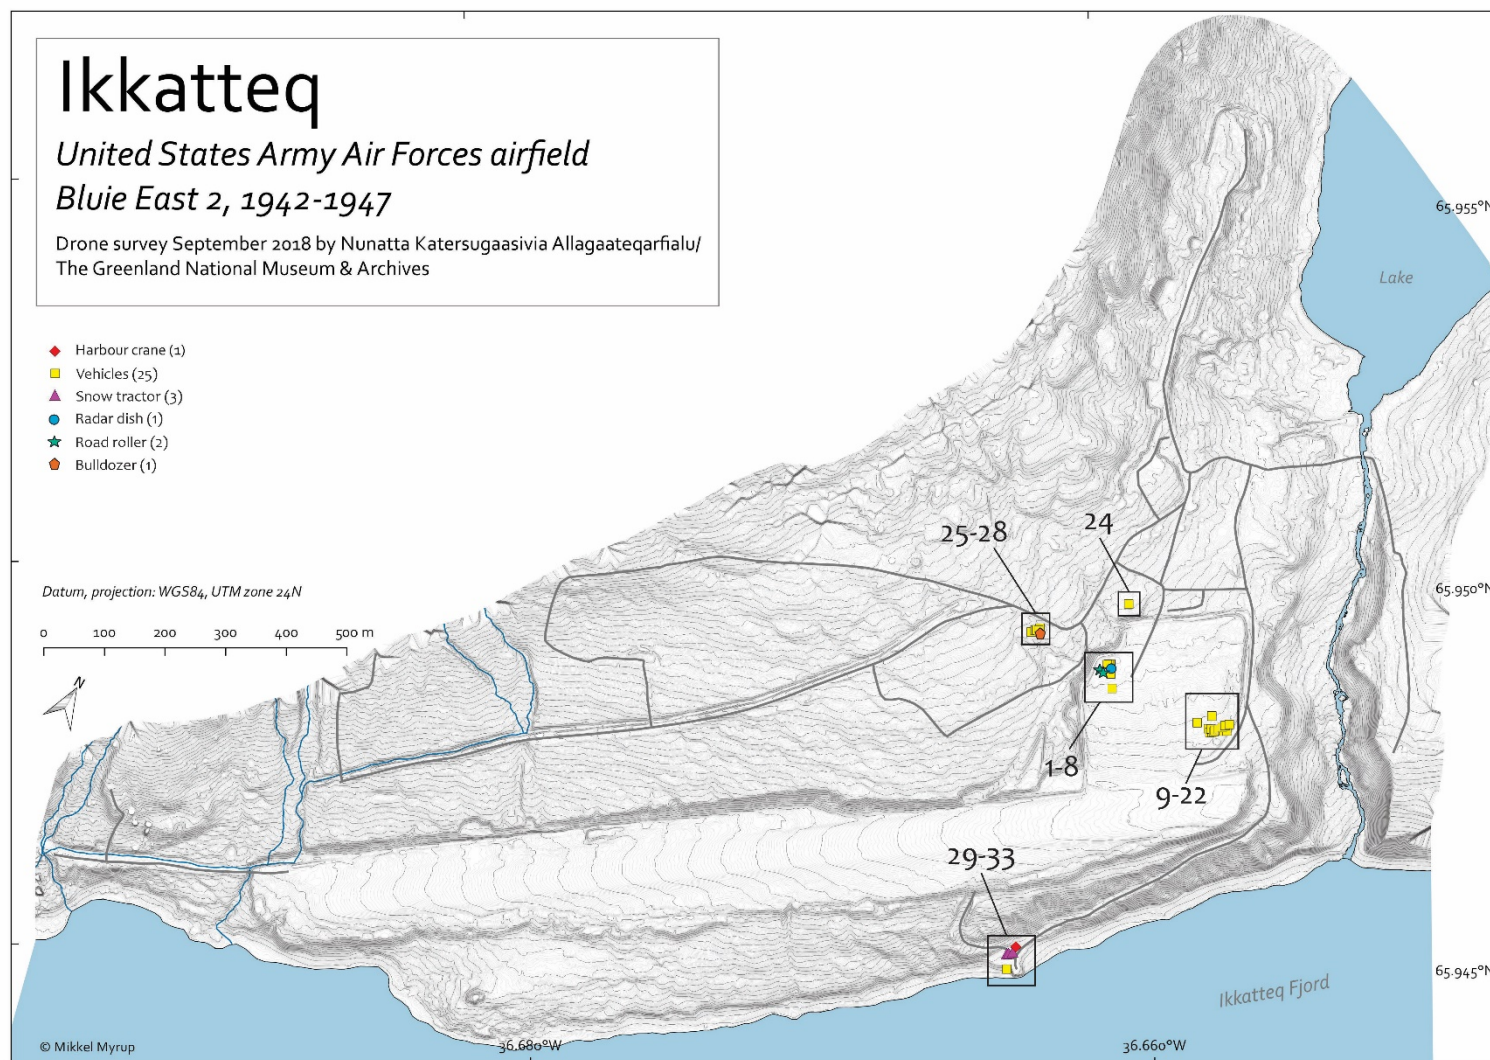 Ikkatteq
United States Army Air Forces airfield
Bluie East 2, 1942-1947
Drone survey September 2018 by Nunatta Katersugaasivia Allagaateqarfialu/
The Greenland National Museum & Archives
Harbour crane (1)
Vehicles (25)
Snow tractor (3)
Radar dish (1)
Road roller (2)
Bulldozer (1)
Datum, projection: WGS84, UTM zone 24N
0 100 200 300 400 500 m
N
65.955°N
Lake
25-28
24
65.950°N
1-8
9-22
29-33
65.945°N
Ikkatteq Fjord
© Mikkel Myrup
36.680°W
36.660°W